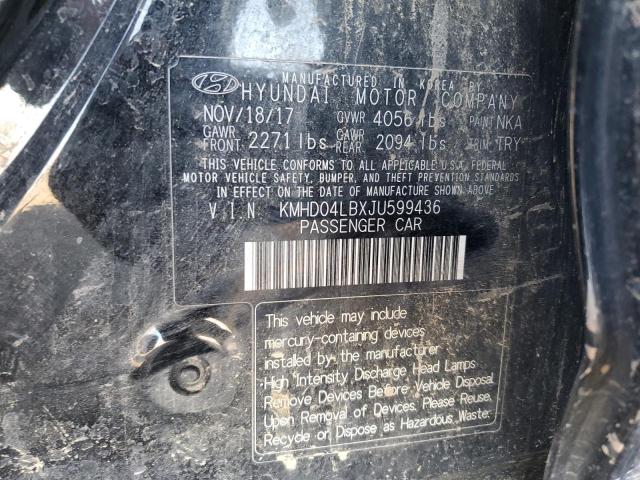 MANUFACTURED IN KOREA BY
HYUNDAI MOTOR COMPANY
NOV/18/17 GVWR 4056 lbs PAINT NKA
GAWR FRONT 2271 lbs GAWR REAR 2094 lbs TRIM TRY
THIS VEHICLE CONFORMS TO ALL APPLICABLE U.S.A. FEDERAL
MOTOR VEHICLE SAFETY, BUMPER, AND THEFT PREVENTION
STANDARDS IN EFFECT ON THE DATE OF MANUFACTURE SHOWN ABOVE.
V I N KMHD04LBXJU599436
PASSENGER CAR
This vehicle may include
mercury-containing devices
installed by the manufacturer
· High Intensity Discharge Head Lamps
Remove Devices Before Vehicle Disposal
Upon Removal of Devices, Please Reuse,
Recycle or Dispose as Hazardous Waste.